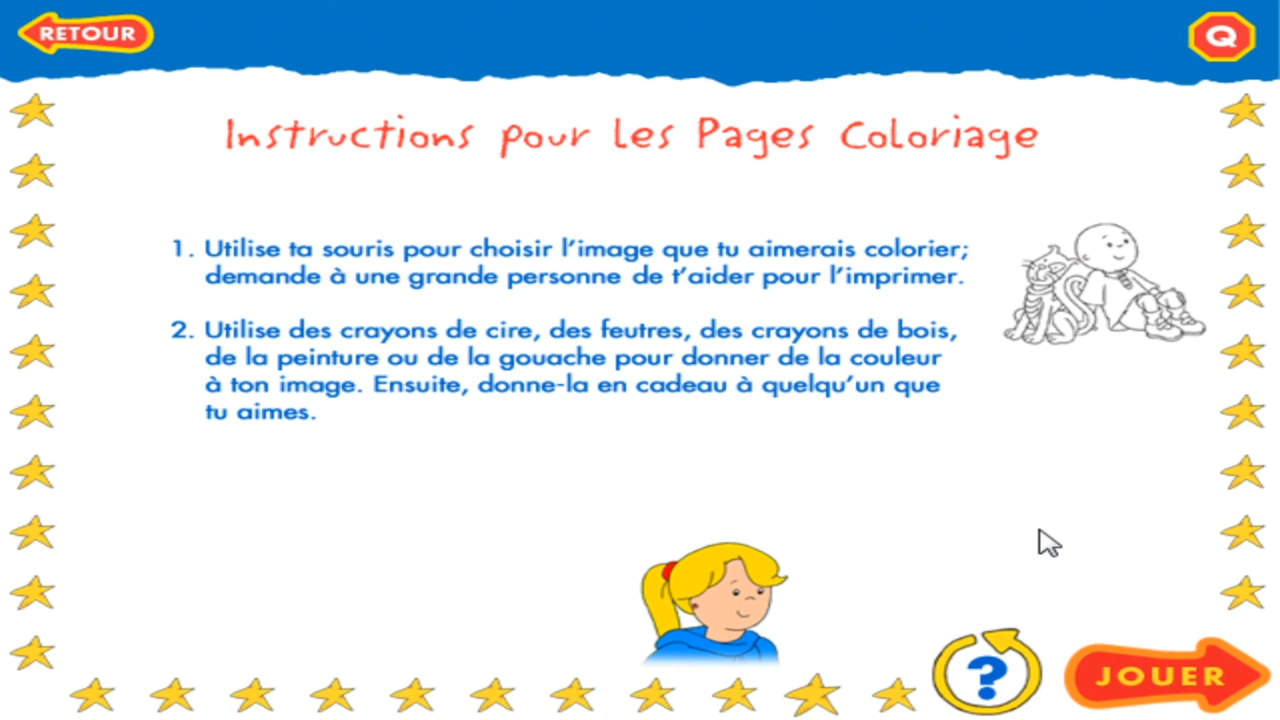 RETOUR
Q
Instructions pour les Pages Coloriage
1. Utilise ta souris pour choisir l'image que tu aimerais colorier;
demande à une grande personne de t'aider pour l'imprimer.
2. Utilise des crayons de cire, des feutres, des crayons de bois,
de la peinture ou de la gouache pour donner de la couleur
à ton image. Ensuite, donne-la en cadeau à quelqu'un que
tu aimes.
?
JOUER